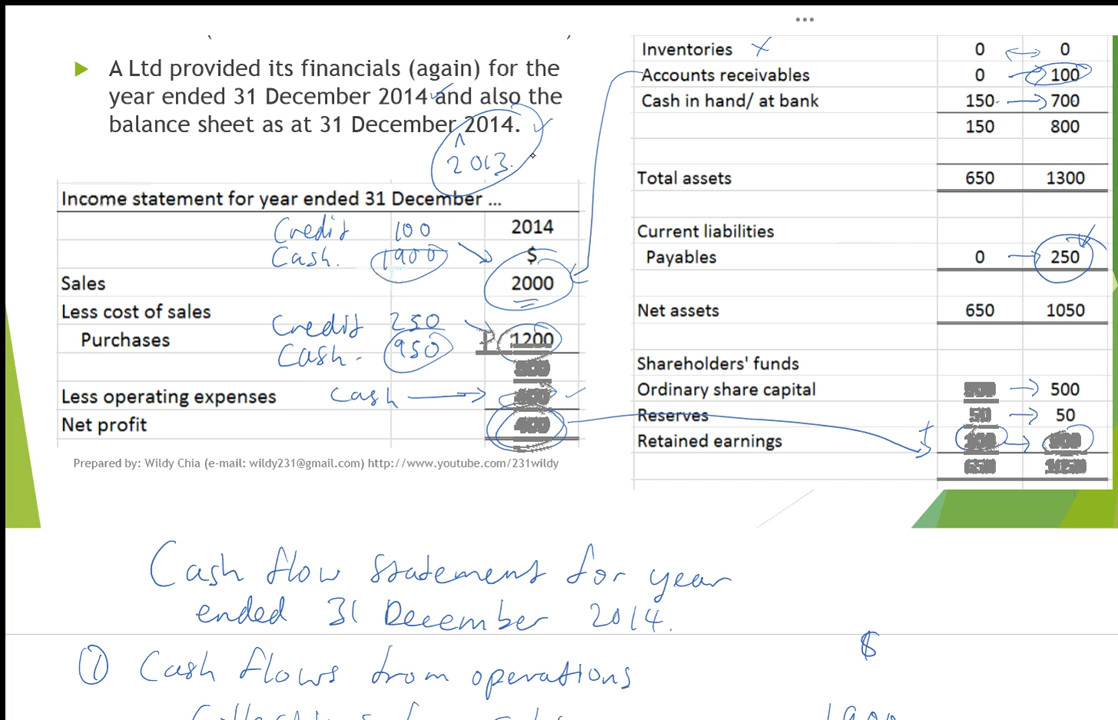 A Ltd provided its financials (again) for the
year ended 31 December 2014 and also the
balance sheet as at 31 December 2014.
2013.
Income statement for year ended 31 December ...
Credit 100 2014
Cash. 1900 $
Sales 2000
Less cost of sales
Credit 250
Purchases 1200
Cash - 950
Less operating expenses Cash
Net profit
Prepared by: Wildy Chia (e-mail: wildy231@gmail.com) http://www.youtube.com/231wildy
Inventories 0 0
Accounts receivables 0 100
Cash in hand/ at bank 150 700
150 800
Total assets 650 1300
Current liabilities
Payables 0 250
Net assets 650 1050
Shareholders' funds
Ordinary share capital 500
Reserves 50
Retained earnings
Cash flow statement for year
ended 31 December 2014.
$
① Cash flows from operations